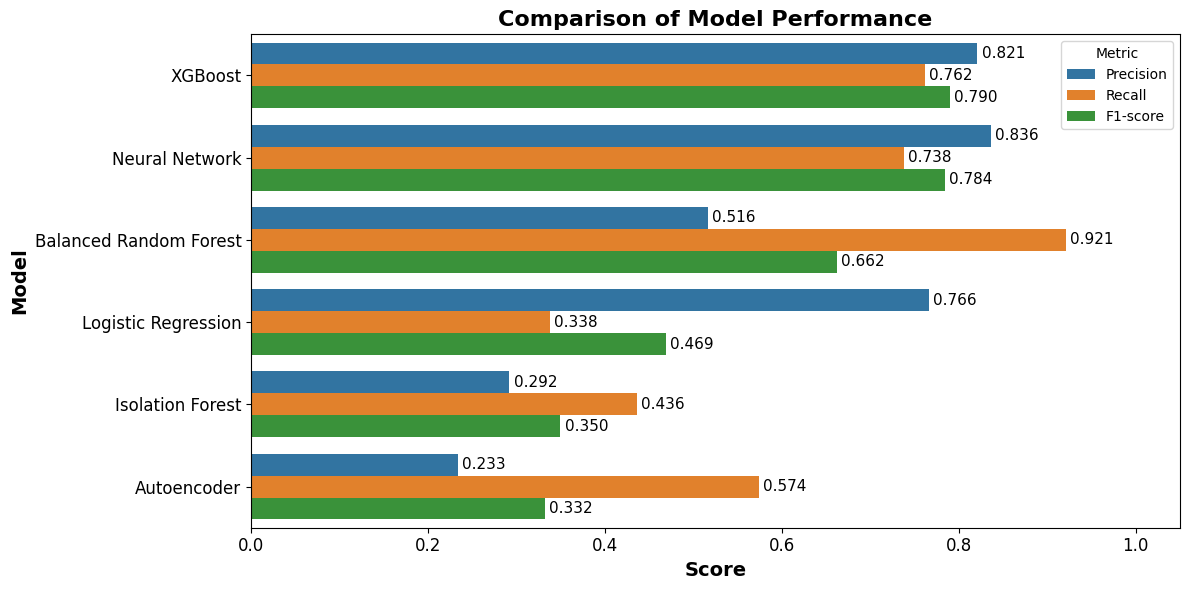 Comparison of Model Performance
Metric
Precision
Recall
F1-score
Model
XGBoost
0.821
0.762
0.790
Neural Network
0.836
0.738
0.784
Balanced Random Forest
0.516
0.921
0.662
Logistic Regression
0.766
0.338
0.469
Isolation Forest
0.292
0.436
0.350
Autoencoder
0.233
0.574
0.332
0.0 0.2 0.4 0.6 0.8 1.0
Score